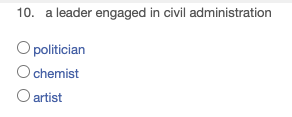 10. a leader engaged in civil administration
politician
chemist
artist